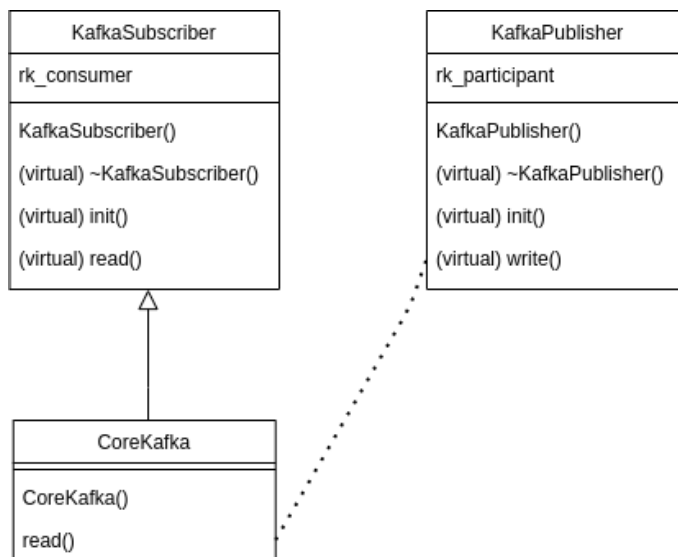 KafkaSubscriber
rk_consumer
KafkaSubscriber()
(virtual) ~KafkaSubscriber()
(virtual) init()
(virtual) read()
KafkaPublisher
rk_participant
KafkaPublisher()
(virtual) ~KafkaPublisher()
(virtual) init()
(virtual) write()
CoreKafka
CoreKafka()
read()